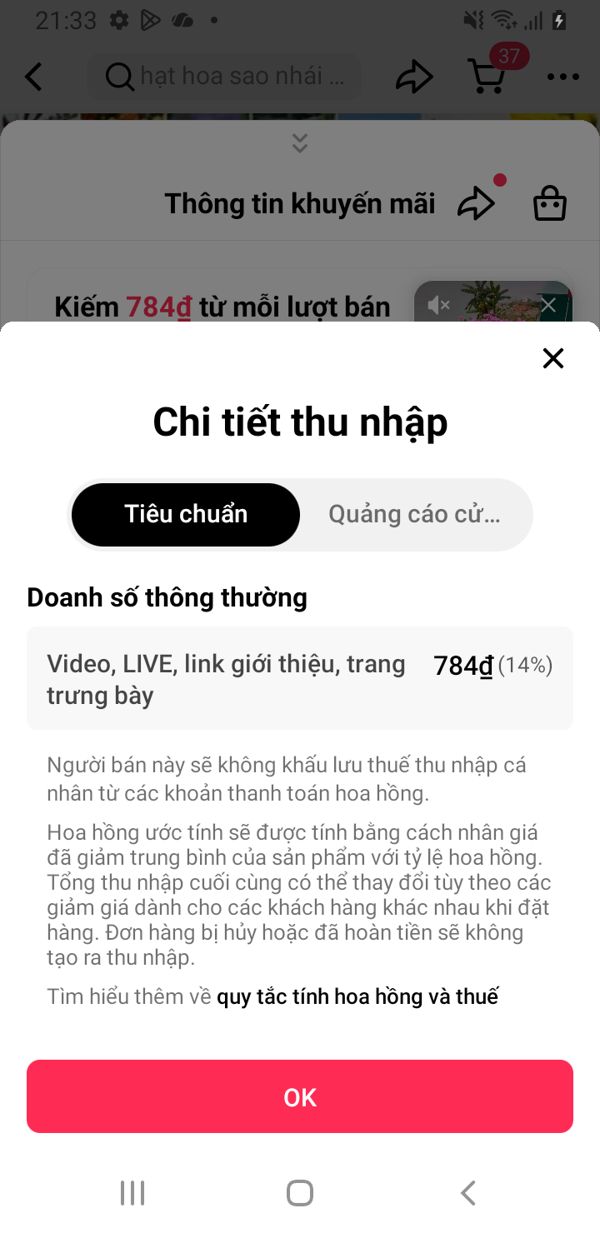 21:33
37
hạt hoa sao nhái ...
Thông tin khuyến mãi
Kiếm 784₫ từ mỗi lượt bán
Chi tiết thu nhập
Tiêu chuẩn
Quảng cáo cử...
Doanh số thông thường
Video, LIVE, link giới thiệu, trang
trưng bày
784₫ (14%)
Người bán này sẽ không khấu lưu thuế thu nhập cá
nhân từ các khoản thanh toán hoa hồng.
Hoa hồng ước tính sẽ được tính bằng cách nhân giá
đã giảm trung bình của sản phẩm với tỷ lệ hoa hồng.
Tổng thu nhập cuối cùng có thể thay đổi tùy theo các
giảm giá dành cho các khách hàng khác nhau khi đặt
hàng. Đơn hàng bị hủy hoặc đã hoàn tiền sẽ không
tạo ra thu nhập.
Tìm hiểu thêm về quy tắc tính hoa hồng và thuế
OK